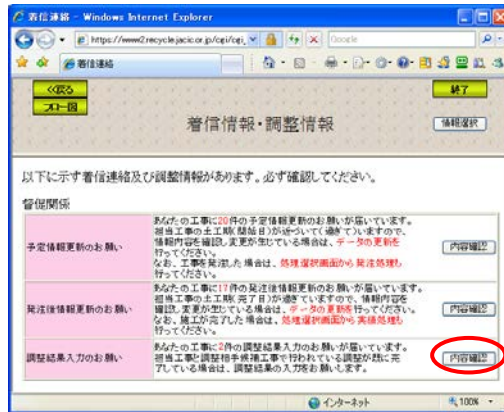 着信連絡 - Windows Internet Explorer
https://www2.recycle.jacic.or.jp/cgi/cgi_
Google
着信連絡
<<戻る
フロー図
終了
着信情報・調整情報
情報選択
以下に示す着信連絡及び調整情報があります。必ず確認してください。
督促関係
予定情報更新のお願い
あなたの工事に20件の予定情報更新のお願いが届いています。
担当工事の土工期(開始日)が近づいて(過ぎて)いますので、
情報内容を確認し変更が生じている場合は、データの更新を
行ってください。
なお、工事を発注した場合は、処理選択画面から発注処理も
行ってください。
内容確認
発注後情報更新のお願い
あなたの工事に17件の発注後情報更新のお願いが届いています。
担当工事の土工期(完了日)が過ぎていますので、情報内容を
確認し変更が生じている場合は、データの更新を行ってください。
なお、施工が完了した場合は、処理選択画面から実績処理も
行ってください。
内容確認
調整結果入力のお願い
あなたの工事に2件の調整結果入力のお願いが届いています。
担当工事と調整相手候補工事で行われている調整が既に完
了している場合は、調整結果の入力をお願いします。
内容確認
インターネット
100%